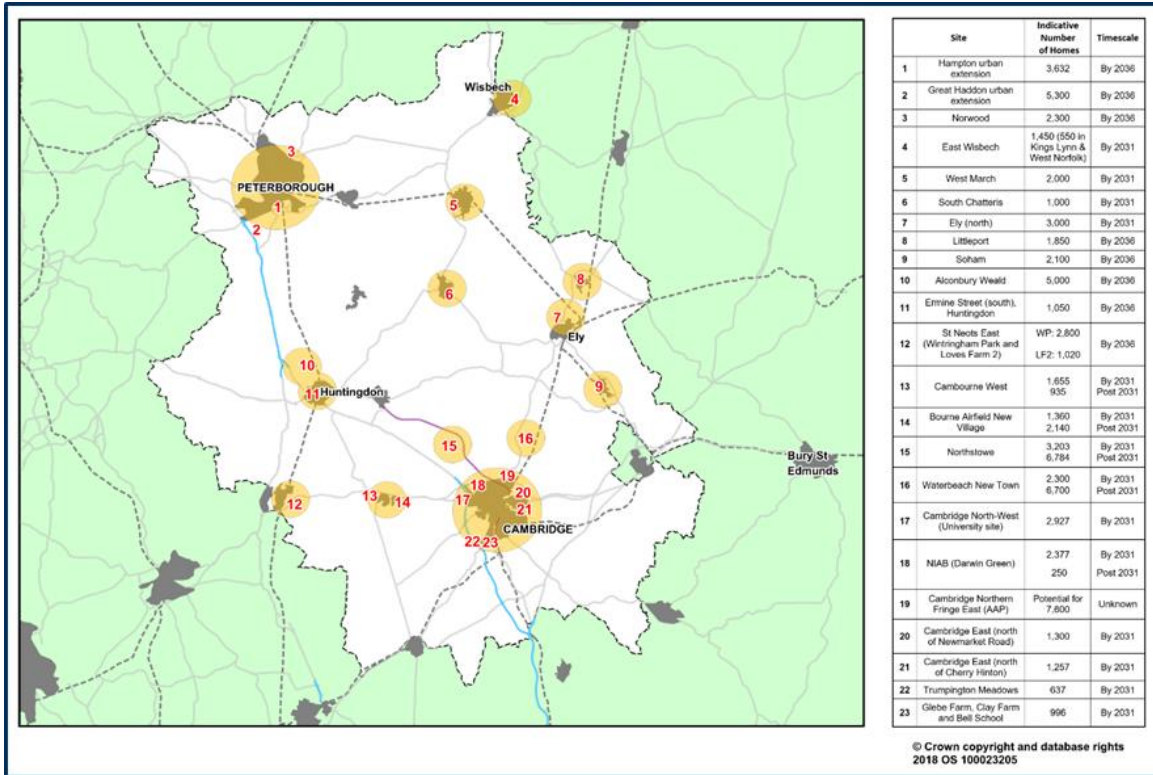 Wisbech
4
3
PETERBOROUGH
1
2
5
6
8
7
Ely
10
11
Huntingdon
9
15
16
Bury St
Edmunds
19
18
20
17
21
12
13
14
CAMBRIDGE
22
23
Site
Indicative
Number
of Homes
Timescale
1
Hampton urban
extension
3,632
By 2036
2
Great Haddon urban
extension
5,300
By 2036
3
Norwood
2,300
By 2036
4
East Wisbech
1,450 (550 in
Kings Lynn &
West Norfolk)
By 2031
5
West March
2,000
By 2031
6
South Chatteris
1,000
By 2031
7
Ely (north)
3,000
By 2031
8
Littleport
1,850
By 2036
9
Soham
2,100
By 2036
10
Alconbury Weald
5,000
By 2036
11
Ermine Street (south),
Huntingdon
1,050
By 2036
12
St Neots East
(Wintringham Park and
Loves Farm 2)
WP: 2,800
LF2: 1,020
By 2036
13
Cambourne West
1,655
935
By 2031
Post 2031
14
Bourne Airfield New
Village
1,360
2,140
By 2031
Post 2031
15
Northstowe
3,203
6,784
By 2031
Post 2031
16
Waterbeach New Town
2,300
6,700
By 2031
Post 2031
17
Cambridge North-West
(University site)
2,927
By 2031
18
NIAB (Darwin Green)
2,377
250
By 2031
Post 2031
19
Cambridge Northern
Fringe East (AAP)
Potential for
7,600
Unknown
20
Cambridge East (north
of Newmarket Road)
1,300
By 2031
21
Cambridge East (north
of Cherry Hinton)
1,257
By 2031
22
Trumpington Meadows
637
By 2031
23
Glebe Farm, Clay Farm
and Bell School
996
By 2031
© Crown copyright and database rights
2018 OS 100023205